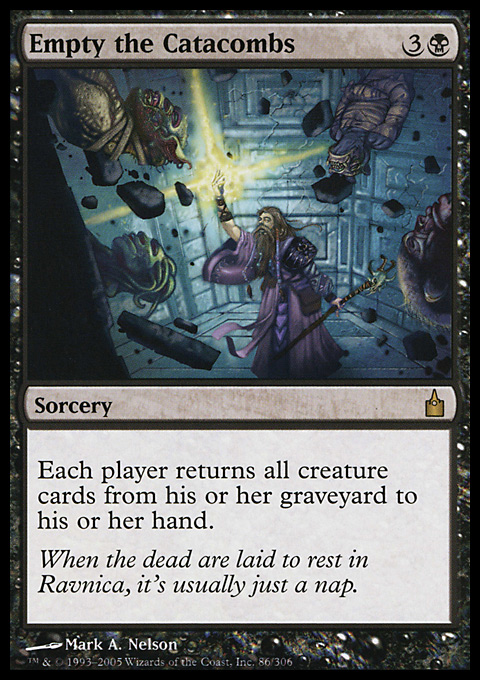 Empty the Catacombs 3
Sorcery
Each player returns all creature
cards from his or her graveyard to
his or her hand.
When the dead are laid to rest in
Ravnica, it's usually just a nap.
Mark A. Nelson
™ & © 1993–2005 Wizards of the Coast, Inc. 86/306